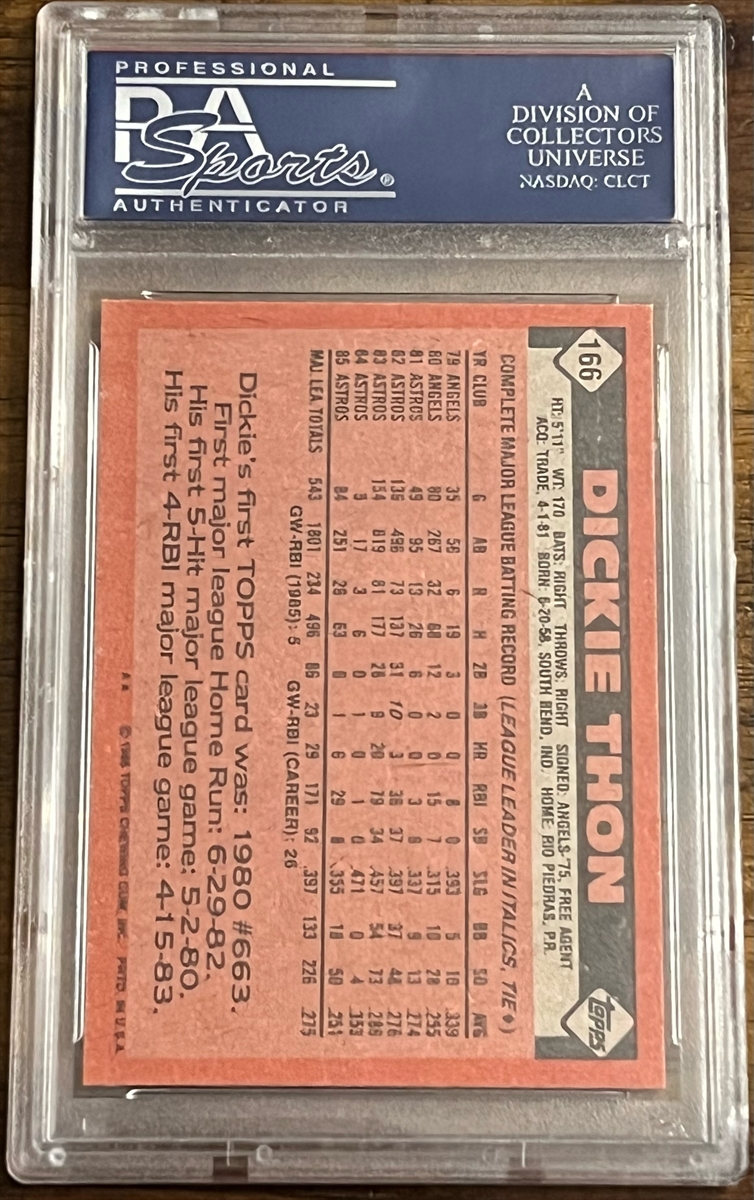 PROFESSIONAL
PSA
Sports®
AUTHENTICATOR
A
DIVISION OF
COLLECTORS
UNIVERSE
NASDAQ: CLCT
166
DICKIE THON
topps
HT: 5'11" WT: 170 BATS: RIGHT THROWS: RIGHT SIGNED: ANGELS-'75, FREE AGENT
ACQ: TRADE, 4-1-81 BORN: 6-20-58, SOUTH BEND, IND. HOME: RIO PIEDRAS, P.R.
COMPLETE MAJOR LEAGUE BATTING RECORD (LEAGUE LEADER IN ITALICS, TIE♦)
YR CLUB G AB R H 2B 3B HR RBI SB SLG BB SO AVG
79 ANGELS 35 56 6 19 3 0 0 8 0 .393 5 10 .339
80 ANGELS 80 267 32 68 12 2 0 15 7 .315 10 28 .255
81 ASTROS 49 95 13 26 6 0 0 3 6 .337 9 13 .274
82 ASTROS 136 496 73 137 31 10 3 36 37 .397 37 48 .276
83 ASTROS 154 619 81 177 28 9 20 79 34 .457 54 73 .286
84 ASTROS 5 17 3 6 0 1 0 1 0 .471 0 4 .353
85 ASTROS 84 251 26 63 6 1 6 29 8 .355 18 50 .251
MAJ. LEA. TOTALS 543 1801 234 496 86 23 29 171 92 .397 133 226 .275
GW-RBI (1985): 5 GW-RBI (CAREER): 26
Dickie's first TOPPS card was: 1980 #663.
First major league Home Run: 6-29-82.
His first 5-Hit major league game: 5-2-80.
His first 4-RBI major league game: 4-15-83.
A A © 1986 TOPPS CHEWING GUM, INC. PRTD. IN U.S.A.